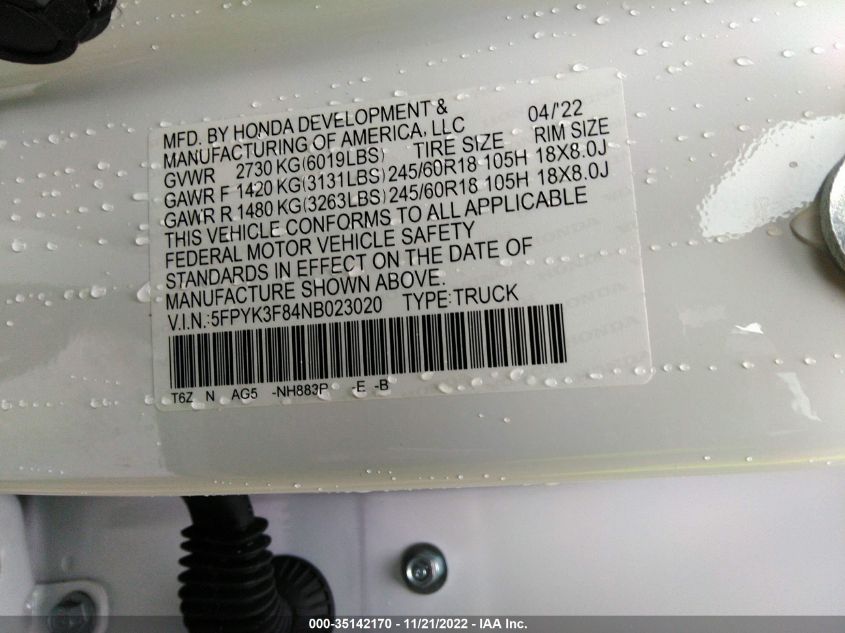 MFD. BY HONDA DEVELOPMENT &
MANUFACTURING OF AMERICA, LLC 04/'22
GVWR 2730 KG(6019LBS) TIRE SIZE RIM SIZE
GAWR F 1420 KG(3131LBS) 245/60R18 105H 18X8.0J
GAWR R 1480 KG(3263LBS) 245/60R18 105H 18X8.0J
THIS VEHICLE CONFORMS TO ALL APPLICABLE
FEDERAL MOTOR VEHICLE SAFETY
STANDARDS IN EFFECT ON THE DATE OF
MANUFACTURE SHOWN ABOVE.
V.I.N.:5FPYK3F84NB023020 TYPE:TRUCK
T6Z N AG5 -NH883P -E -B
HONDA
HONDA
HONDA
000-35142170 - 11/21/2022 - IAA Inc.